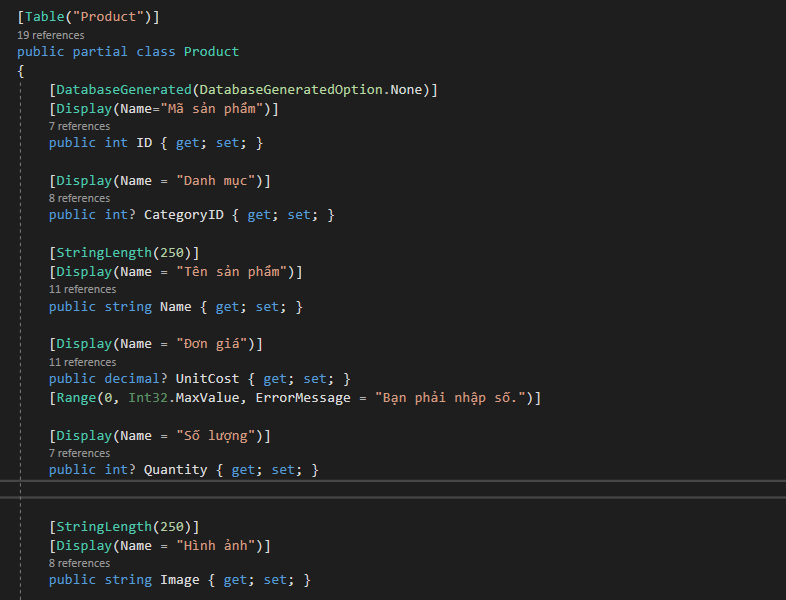 [Table("Product")]
19 references
public partial class Product
{
[DatabaseGenerated(DatabaseGeneratedOption.None)]
[Display(Name="Mã sản phẩm")]
7 references
public int ID { get; set; }
[Display(Name = "Danh mục")]
8 references
public int? CategoryID { get; set; }
[StringLength(250)]
[Display(Name = "Tên sản phẩm")]
11 references
public string Name { get; set; }
[Display(Name = "Đơn giá")]
11 references
public decimal? UnitCost { get; set; }
[Range(0, Int32.MaxValue, ErrorMessage = "Bạn phải nhập số.")]
[Display(Name = "Số lượng")]
7 references
public int? Quantity { get; set; }
[StringLength(250)]
[Display(Name = "Hình ảnh")]
8 references
public string Image { get; set; }